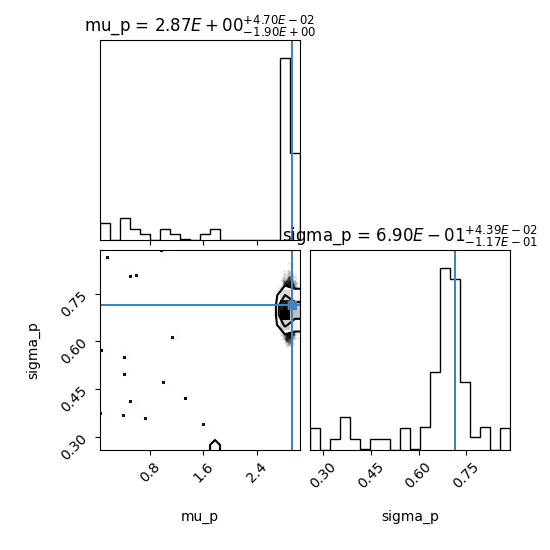 mu_p = 2.87E + 00+4.70E − 02 −1.90E + 00
sigma_p = 6.90E − 01+4.39E − 02 −1.17E − 01
0.75
0.60
0.45
0.30
sigma_p
0.8
1.6
2.4
0.30
0.45
0.60
0.75
mu_p
sigma_p